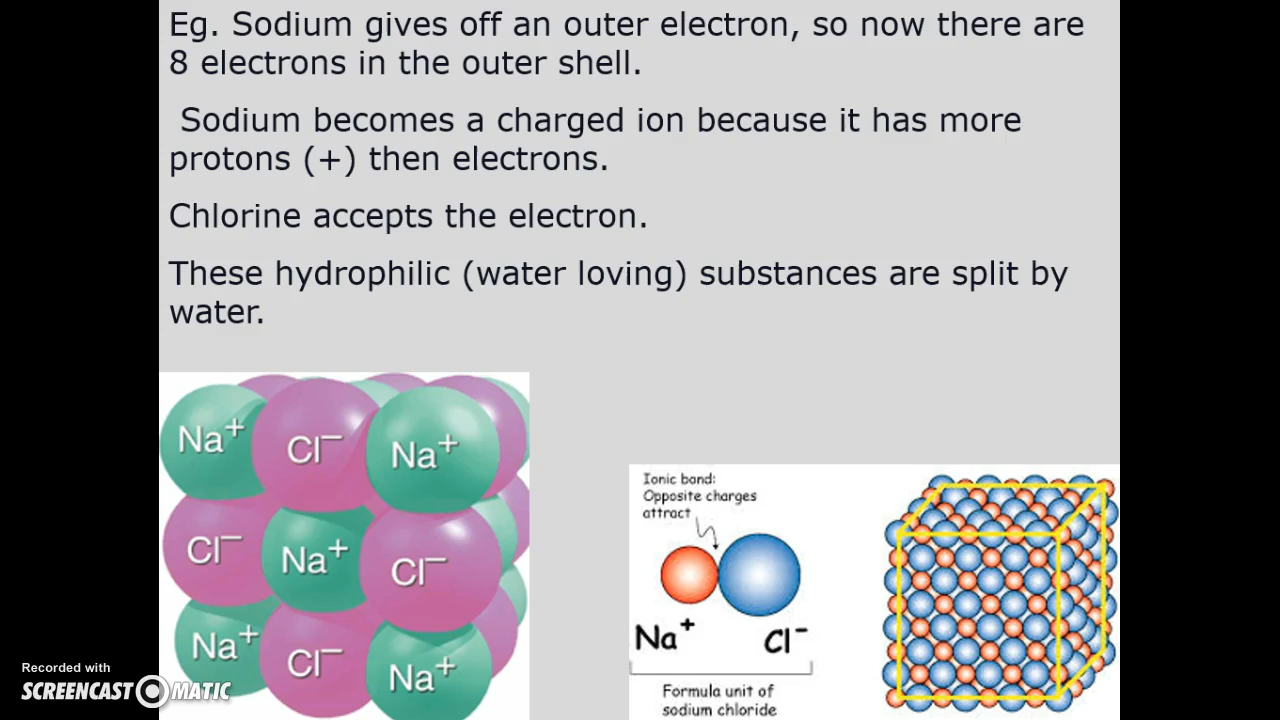 Eg. Sodium gives off an outer electron, so now there are
8 electrons in the outer shell.
Sodium becomes a charged ion because it has more
protons (+) then electrons.
Chlorine accepts the electron.
These hydrophilic (water loving) substances are split by
water.
Na+ Cl− Na+
Cl− Na+ Cl−
Na+ Cl− Na+
Ionic bond:
Opposite charges
attract
Na+ Cl−
Formula unit of
sodium chloride
Recorded with
SCREENCAST MATIC